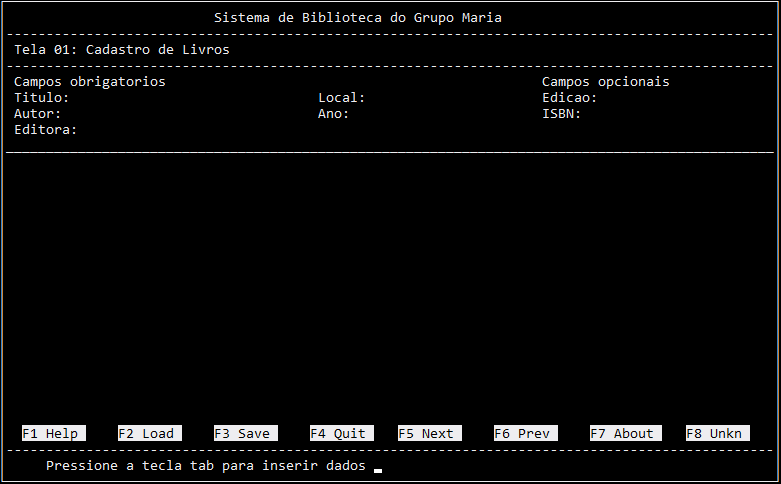 Sistema de Biblioteca do Grupo Maria
Tela 01: Cadastro de Livros
Campos obrigatorios Campos opcionais
Titulo: Local: Edicao:
Autor: Ano: ISBN:
Editora:
F1 Help F2 Load F3 Save F4 Quit F5 Next F6 Prev F7 About F8 Unkn
Pressione a tecla tab para inserir dados